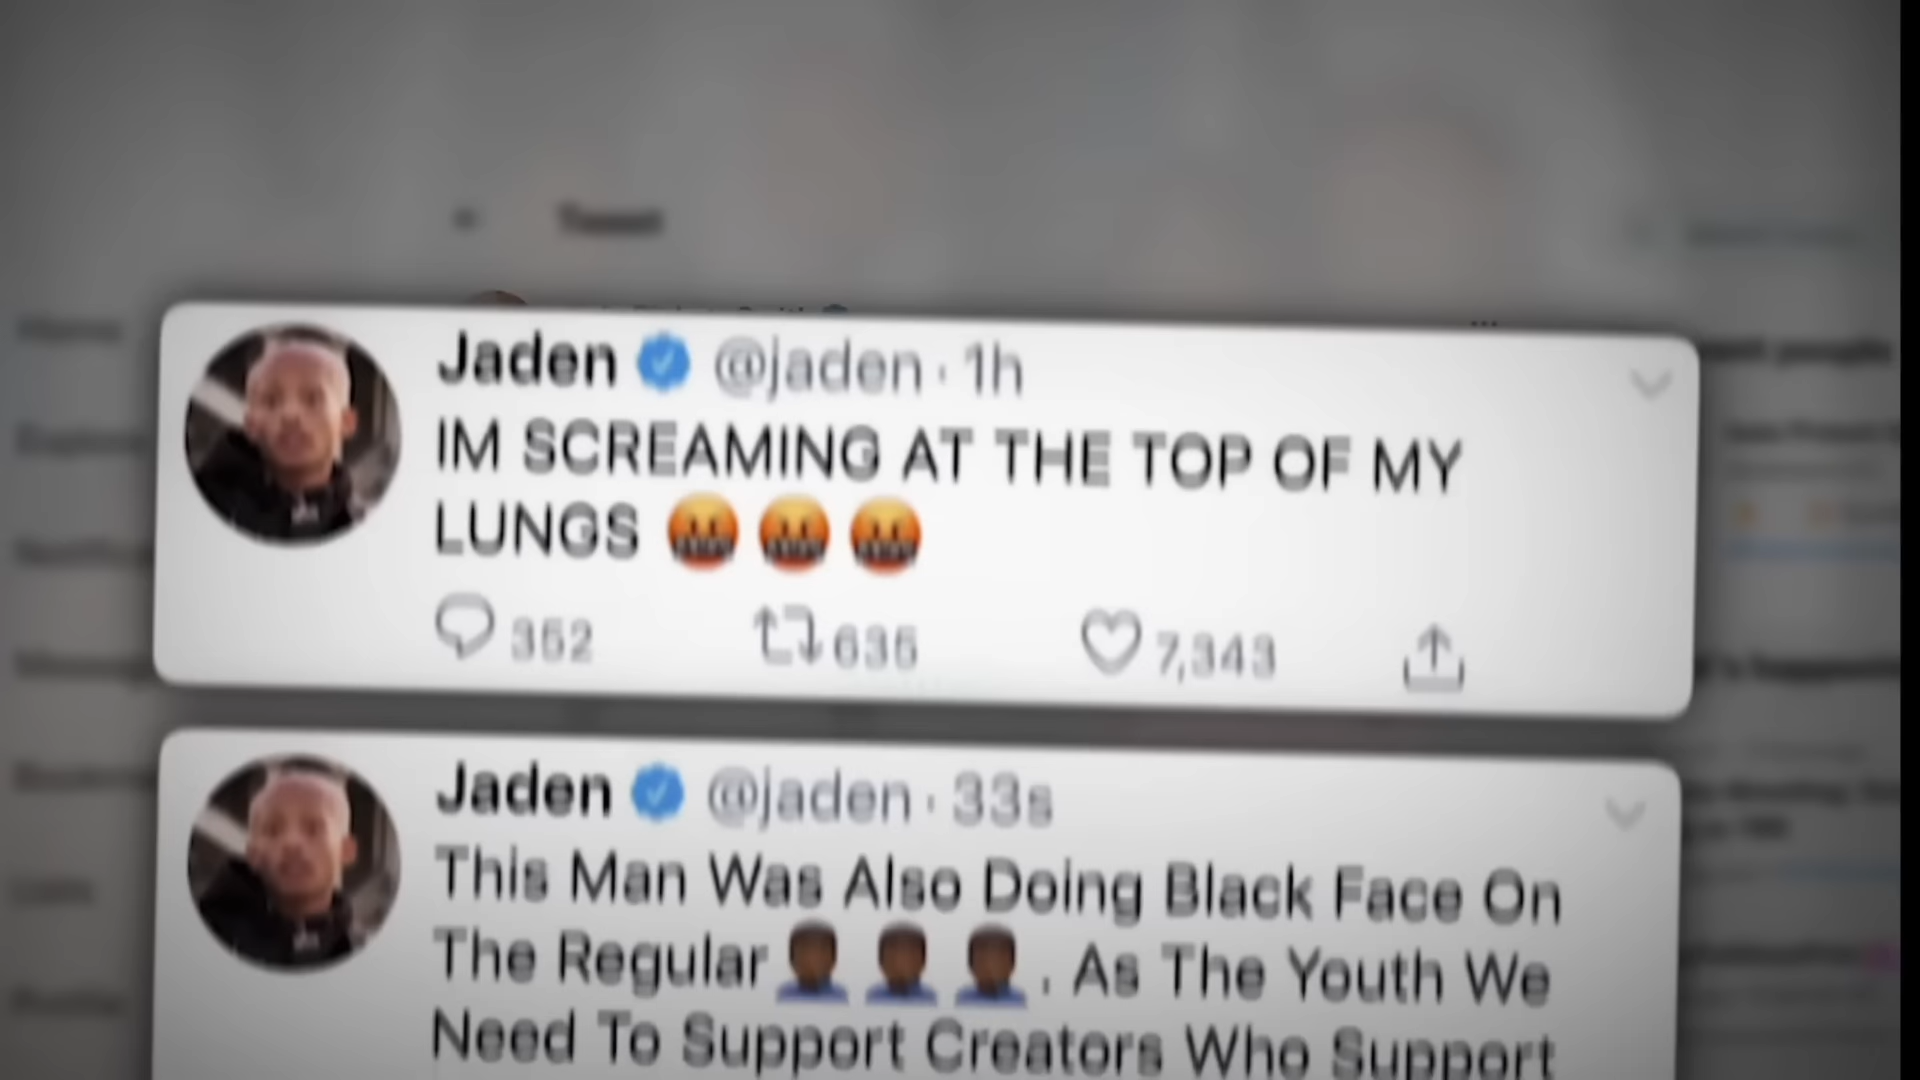 Tweet
Jaden @jaden · 1h
IM SCREAMING AT THE TOP OF MY
LUNGS 🤬 🤬 🤬
352 635 7,343
Jaden @jaden · 33s
This Man Was Also Doing Black Face On
The Regular 🤦🏾‍♂️ 🤦🏾‍♂️ 🤦🏾‍♂️ . As The Youth We
Need To Support Creators Who Support